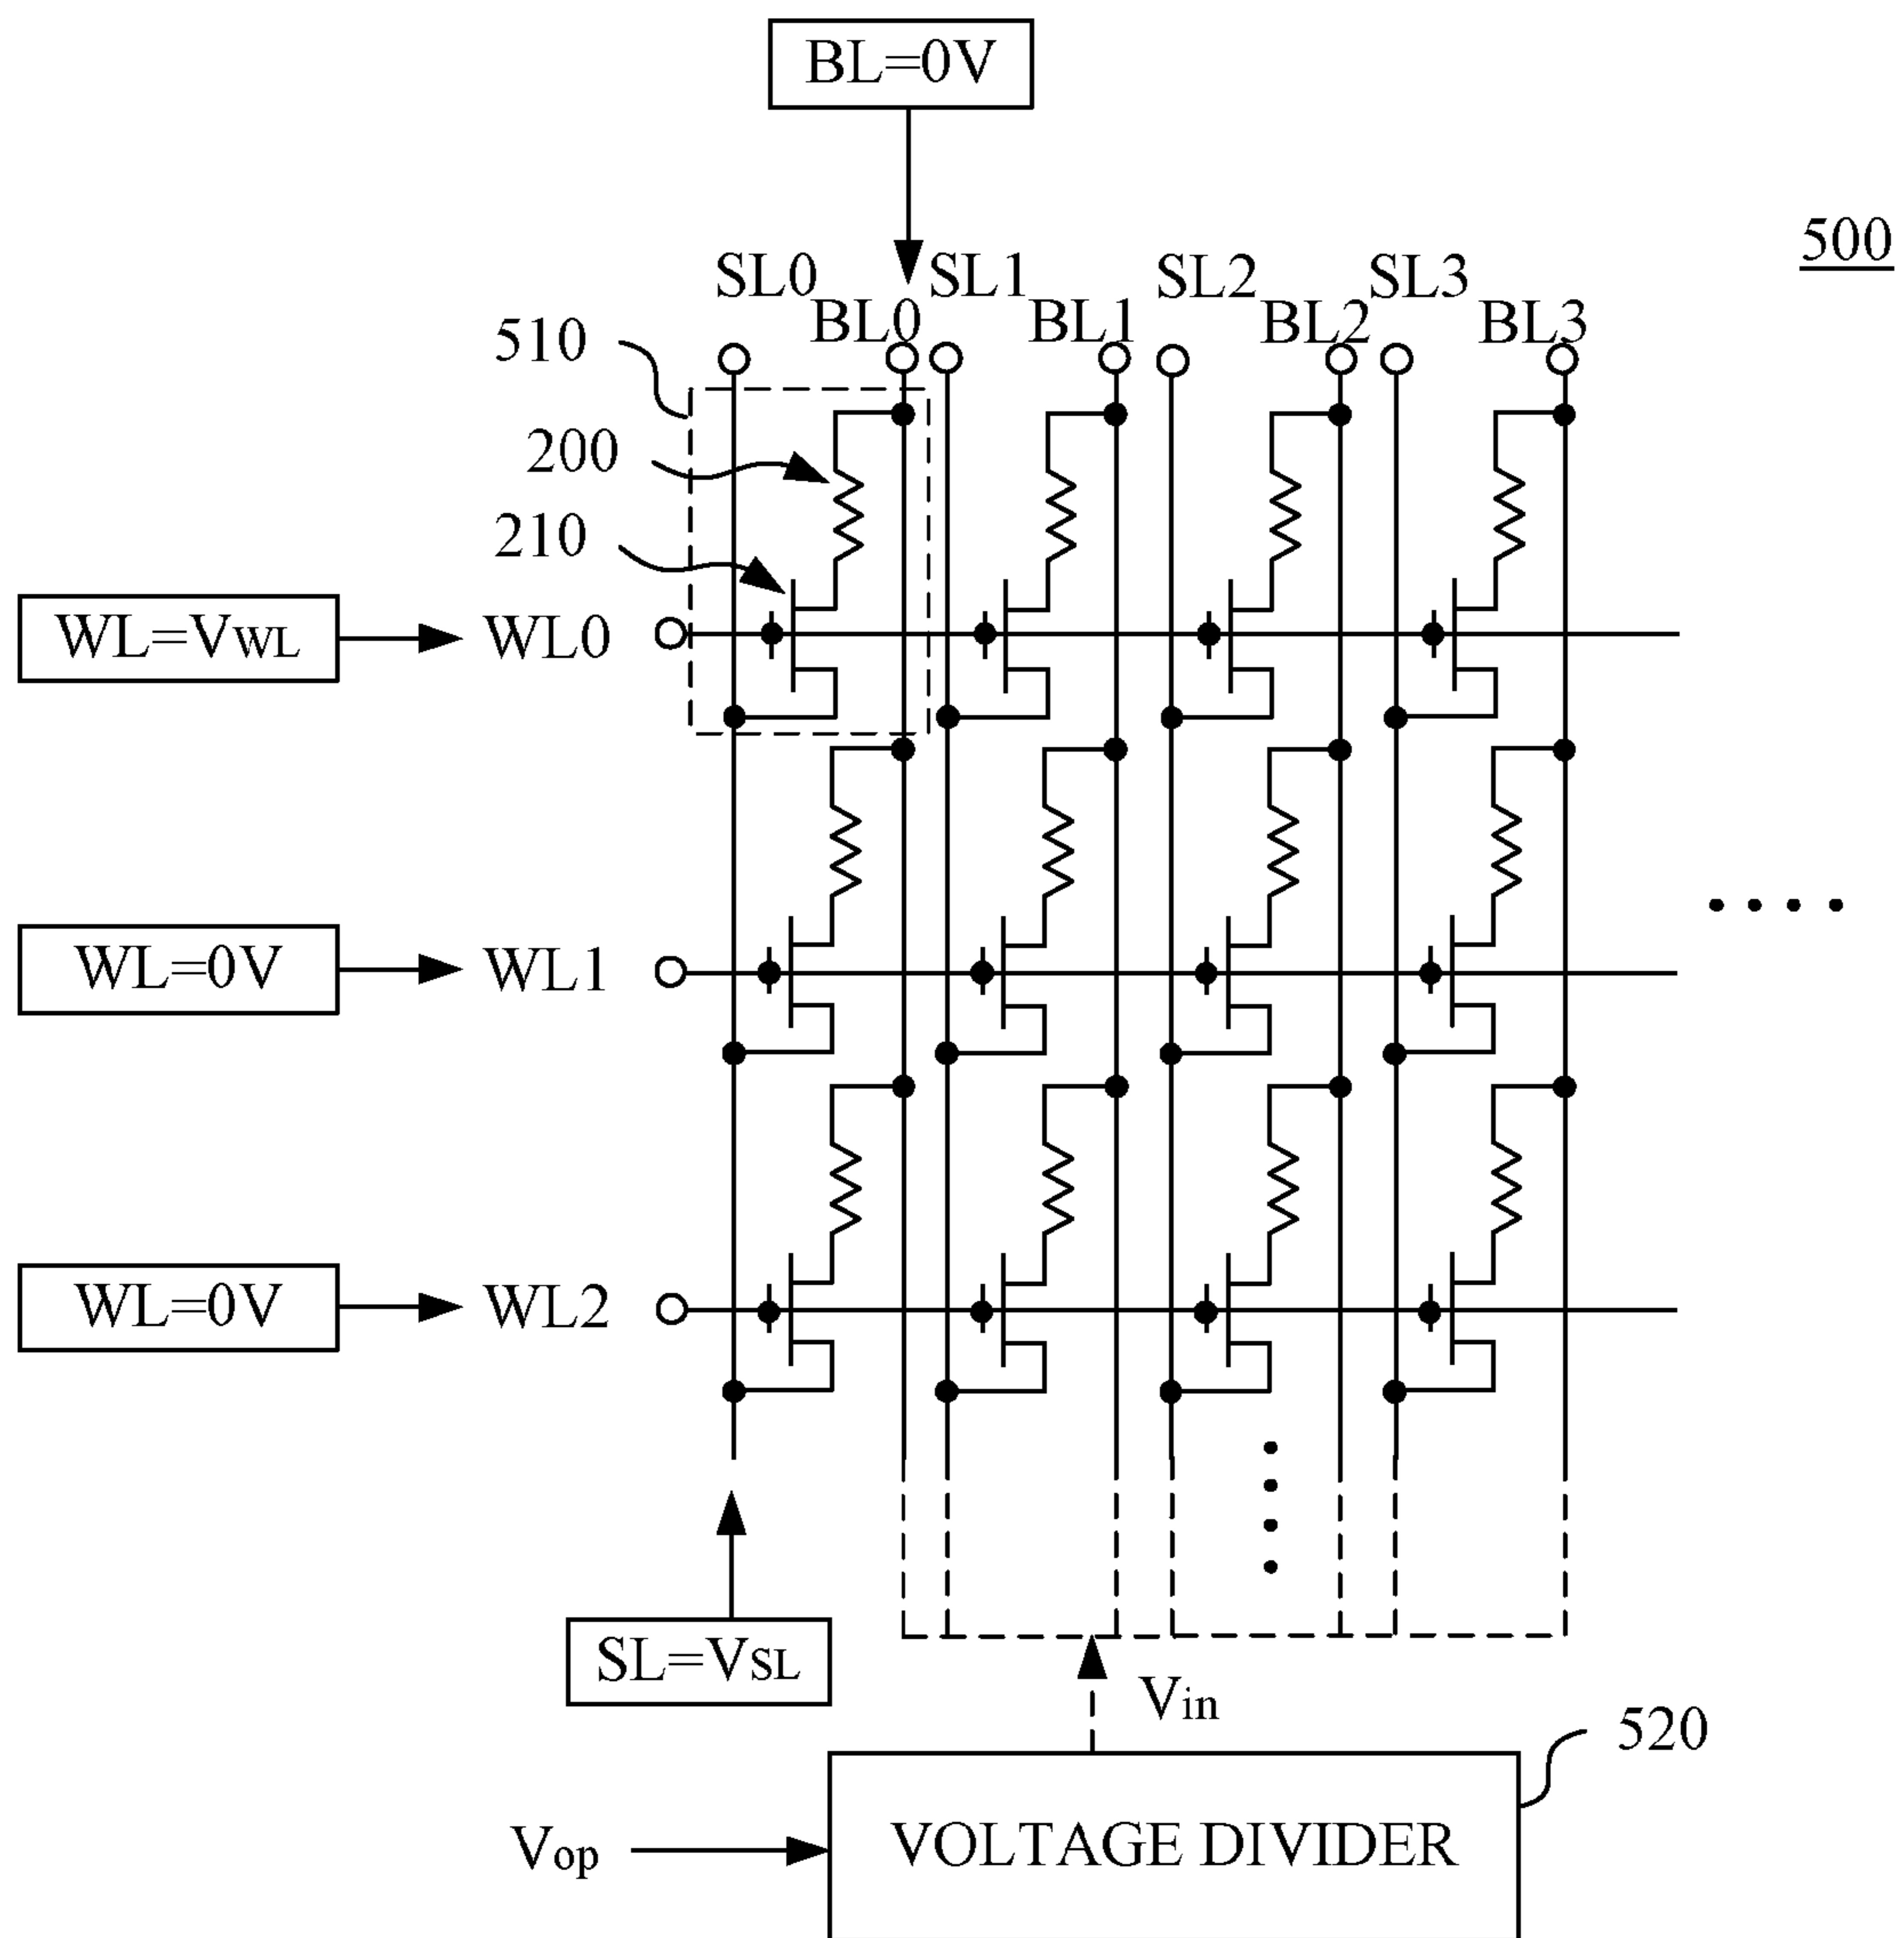 BL=0V
500
SL0 SL1 SL2 SL3
BL0 BL1 BL2 BL3
510
200
210
WL=VWL WL0
WL=0V WL1
WL=0V WL2
SL=VSL
Vin
520
Vop VOLTAGE DIVIDER